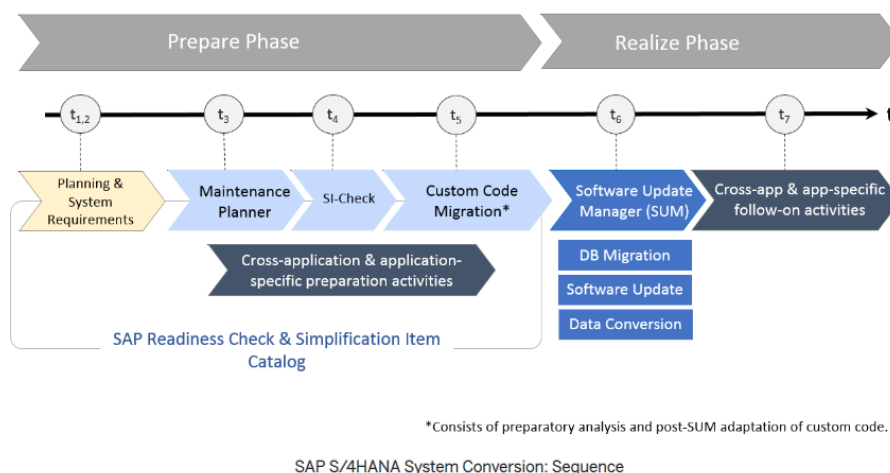 Prepare Phase
Realize Phase
t1,2
t3
t4
t5
t6
t7
t
Planning &
System
Requirements
Maintenance
Planner
SI-Check
Custom Code
Migration*
Software Update
Manager (SUM)
Cross-app & app-specific
follow-on activities
Cross-application & application-
specific preparation activities
DB Migration
Software Update
Data Conversion
SAP Readiness Check & Simplification Item
Catalog
*Consists of preparatory analysis and post-SUM adaptation of custom code.
SAP S/4HANA System Conversion: Sequence